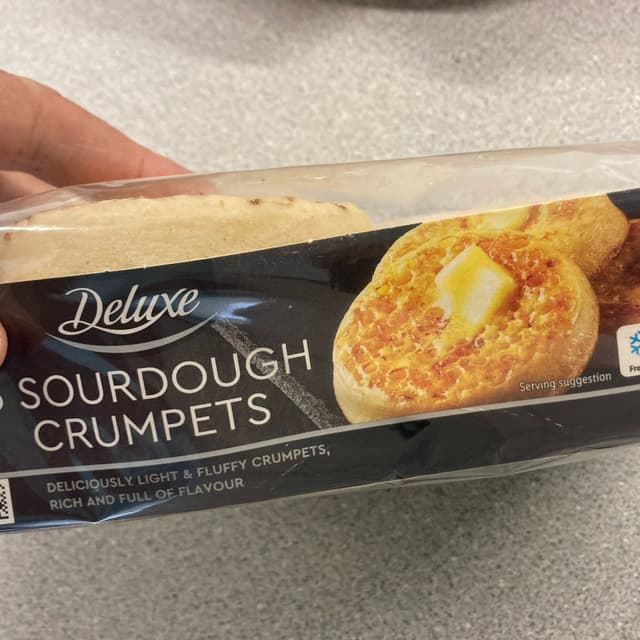 Deluxe
SOURDOUGH
CRUMPETS
DELICIOUSLY LIGHT & FLUFFY CRUMPETS,
RICH AND FULL OF FLAVOUR
Serving suggestion